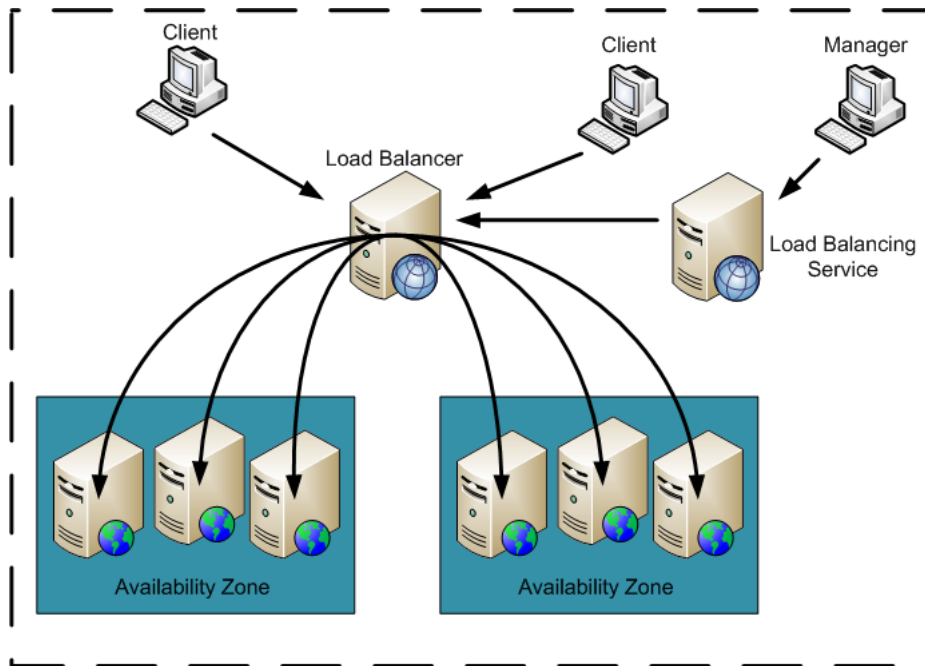 Client
Client
Manager
Load Balancer
Load Balancing
Service
Availability Zone
Availability Zone